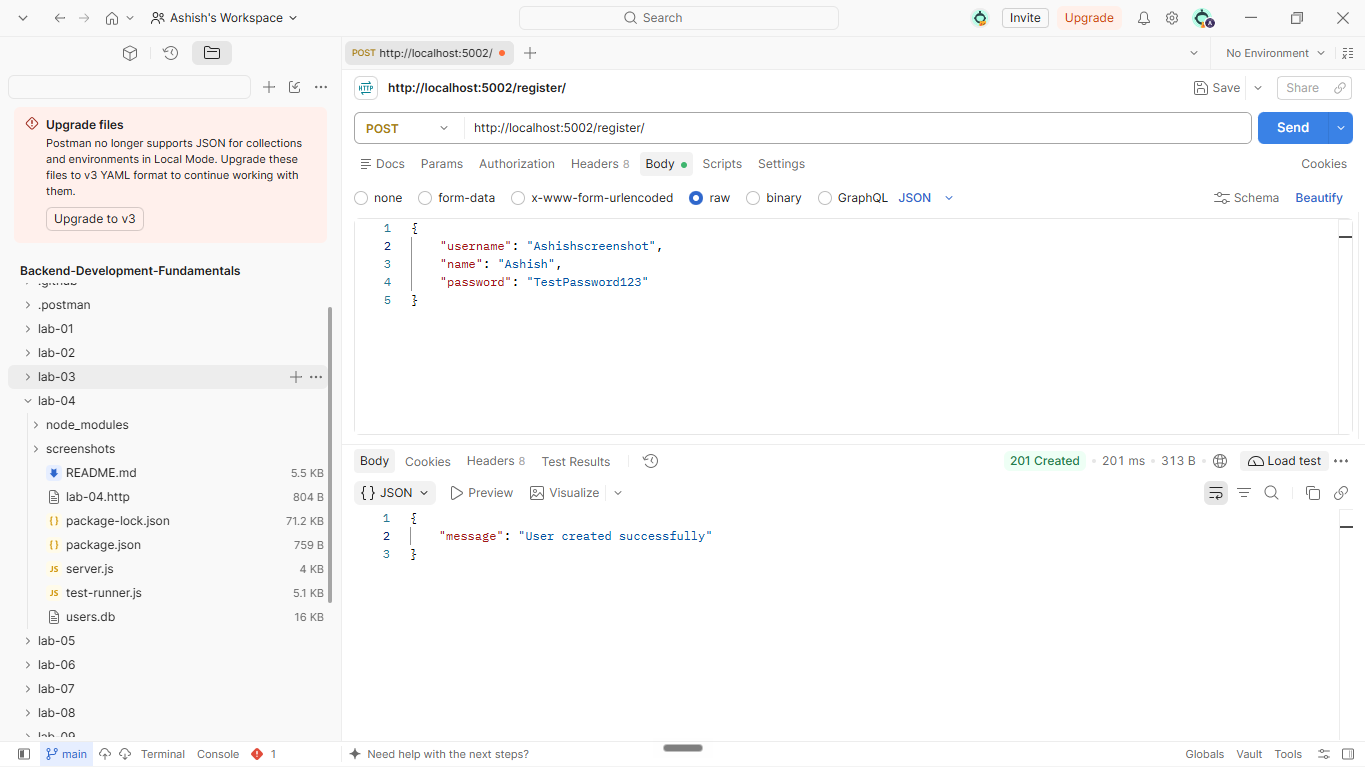 Ashish's Workspace
Search
Invite
Upgrade
POST http://localhost:5002/
No Environment
HTTP http://localhost:5002/register/
Save
Share
Upgrade files
Postman no longer supports JSON for collections
and environments in Local Mode. Upgrade these
files to v3 YAML format to continue working with
them.
Upgrade to v3
POST
http://localhost:5002/register/
Send
Docs
Params
Authorization
Headers 8
Body
Scripts
Settings
Cookies
none
form-data
x-www-form-urlencoded
raw
binary
GraphQL
JSON
Schema
Beautify
1 {
2 "username": "Ashishscreenshot",
3 "name": "Ashish",
4 "password": "TestPassword123"
5 }
Backend-Development-Fundamentals
.github
.postman
lab-01
lab-02
lab-03
lab-04
node_modules
screenshots
README.md 5.5 KB
lab-04.http 804 B
package-lock.json 71.2 KB
package.json 759 B
JS server.js 4 KB
JS test-runner.js 5.1 KB
users.db 16 KB
lab-05
lab-06
lab-07
lab-08
lab-09
Body
Cookies
Headers 8
Test Results
201 Created
201 ms
313 B
Load test
{} JSON
Preview
Visualize
1 {
2 "message": "User created successfully"
3 }
main
Terminal
Console
1
Need help with the next steps?
Globals
Vault
Tools